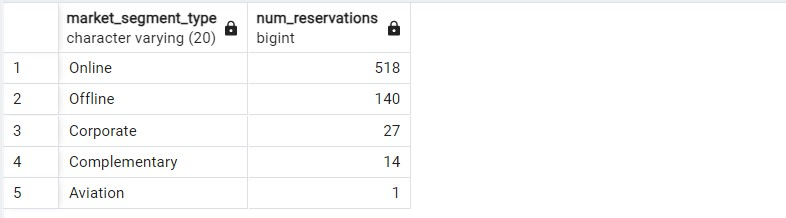 market_segment_type num_reservations
character varying (20) bigint
1 Online 518
2 Offline 140
3 Corporate 27
4 Complementary 14
5 Aviation 1